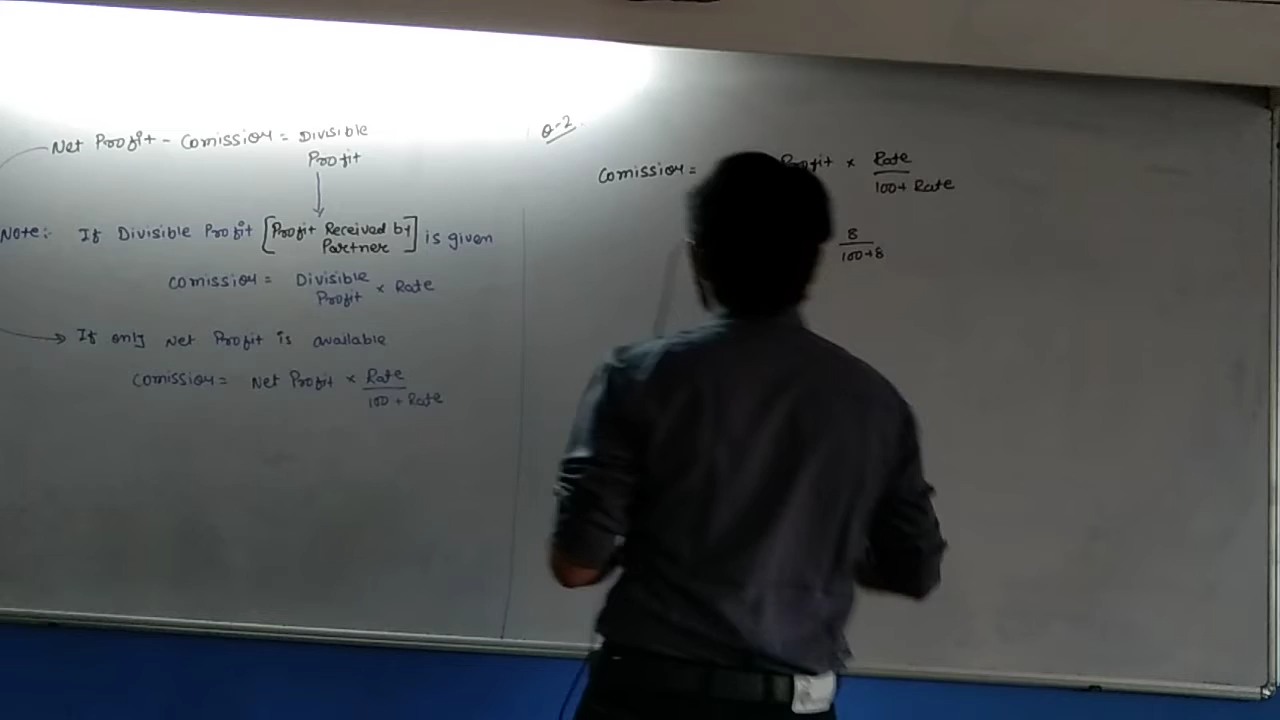 Net Profit - Comission = Divisible
Profit
Note:- If Divisible Profit [Profit Received by
Partner] is given
Comission = Divisible
Profit × Rate
If only Net Profit is available
Comission = Net Profit × Rate
100 + Rate
Q-2
Comission = Profit × Rate
100+ Rate
8
100+8